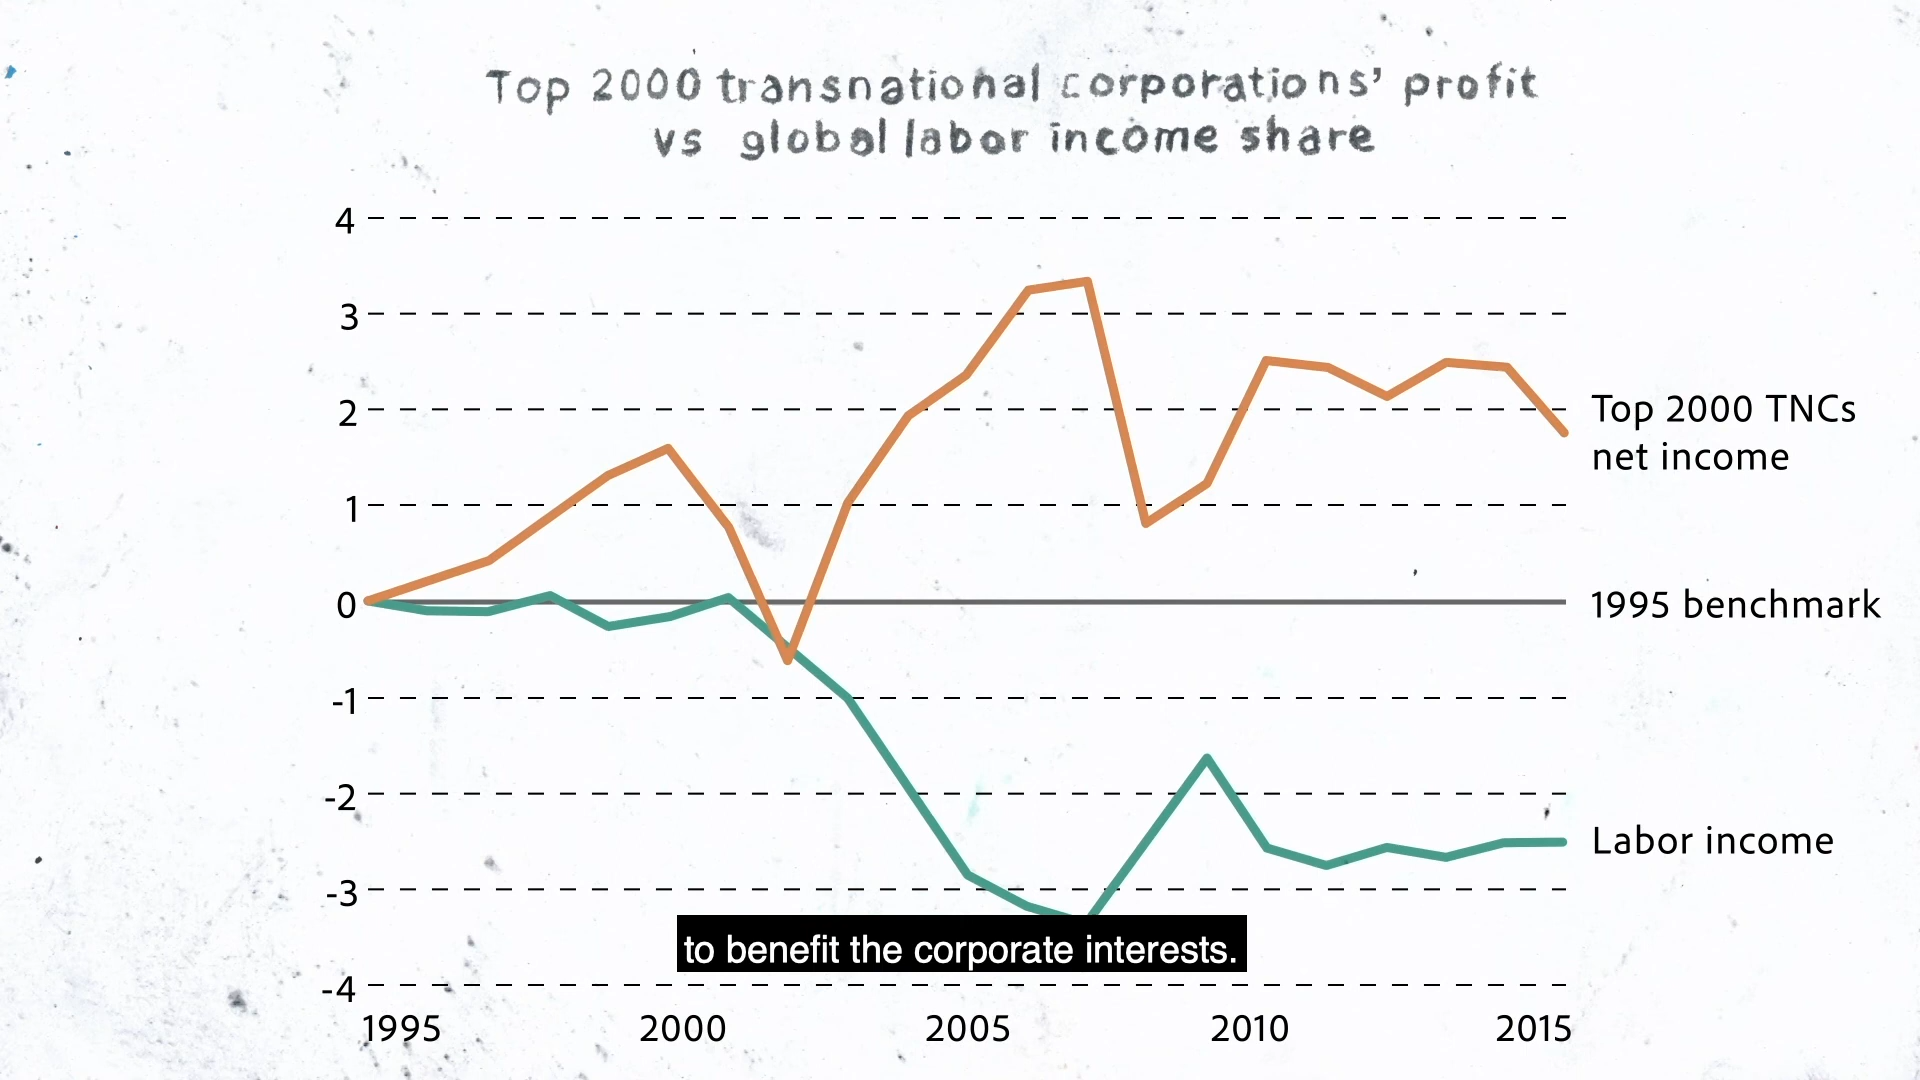 Top 2000 transnational corporations’ profit
vs global labor income share
4
3
2
1
0
-1
-2
-3
-4
1995
2000
2005
2010
2015
Top 2000 TNCs
net income
1995 benchmark
Labor income
to benefit the corporate interests.